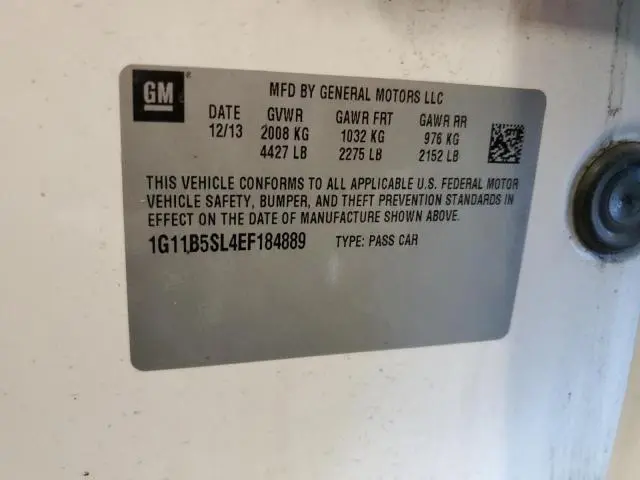 GM
MFD BY GENERAL MOTORS LLC
DATE GVWR GAWR FRT GAWR RR
12/13 2008 KG 1032 KG 976 KG
4427 LB 2275 LB 2152 LB
THIS VEHICLE CONFORMS TO ALL APPLICABLE U.S. FEDERAL MOTOR
VEHICLE SAFETY, BUMPER, AND THEFT PREVENTION STANDARDS IN
EFFECT ON THE DATE OF MANUFACTURE SHOWN ABOVE.
1G11B5SL4EF184889 TYPE: PASS CAR